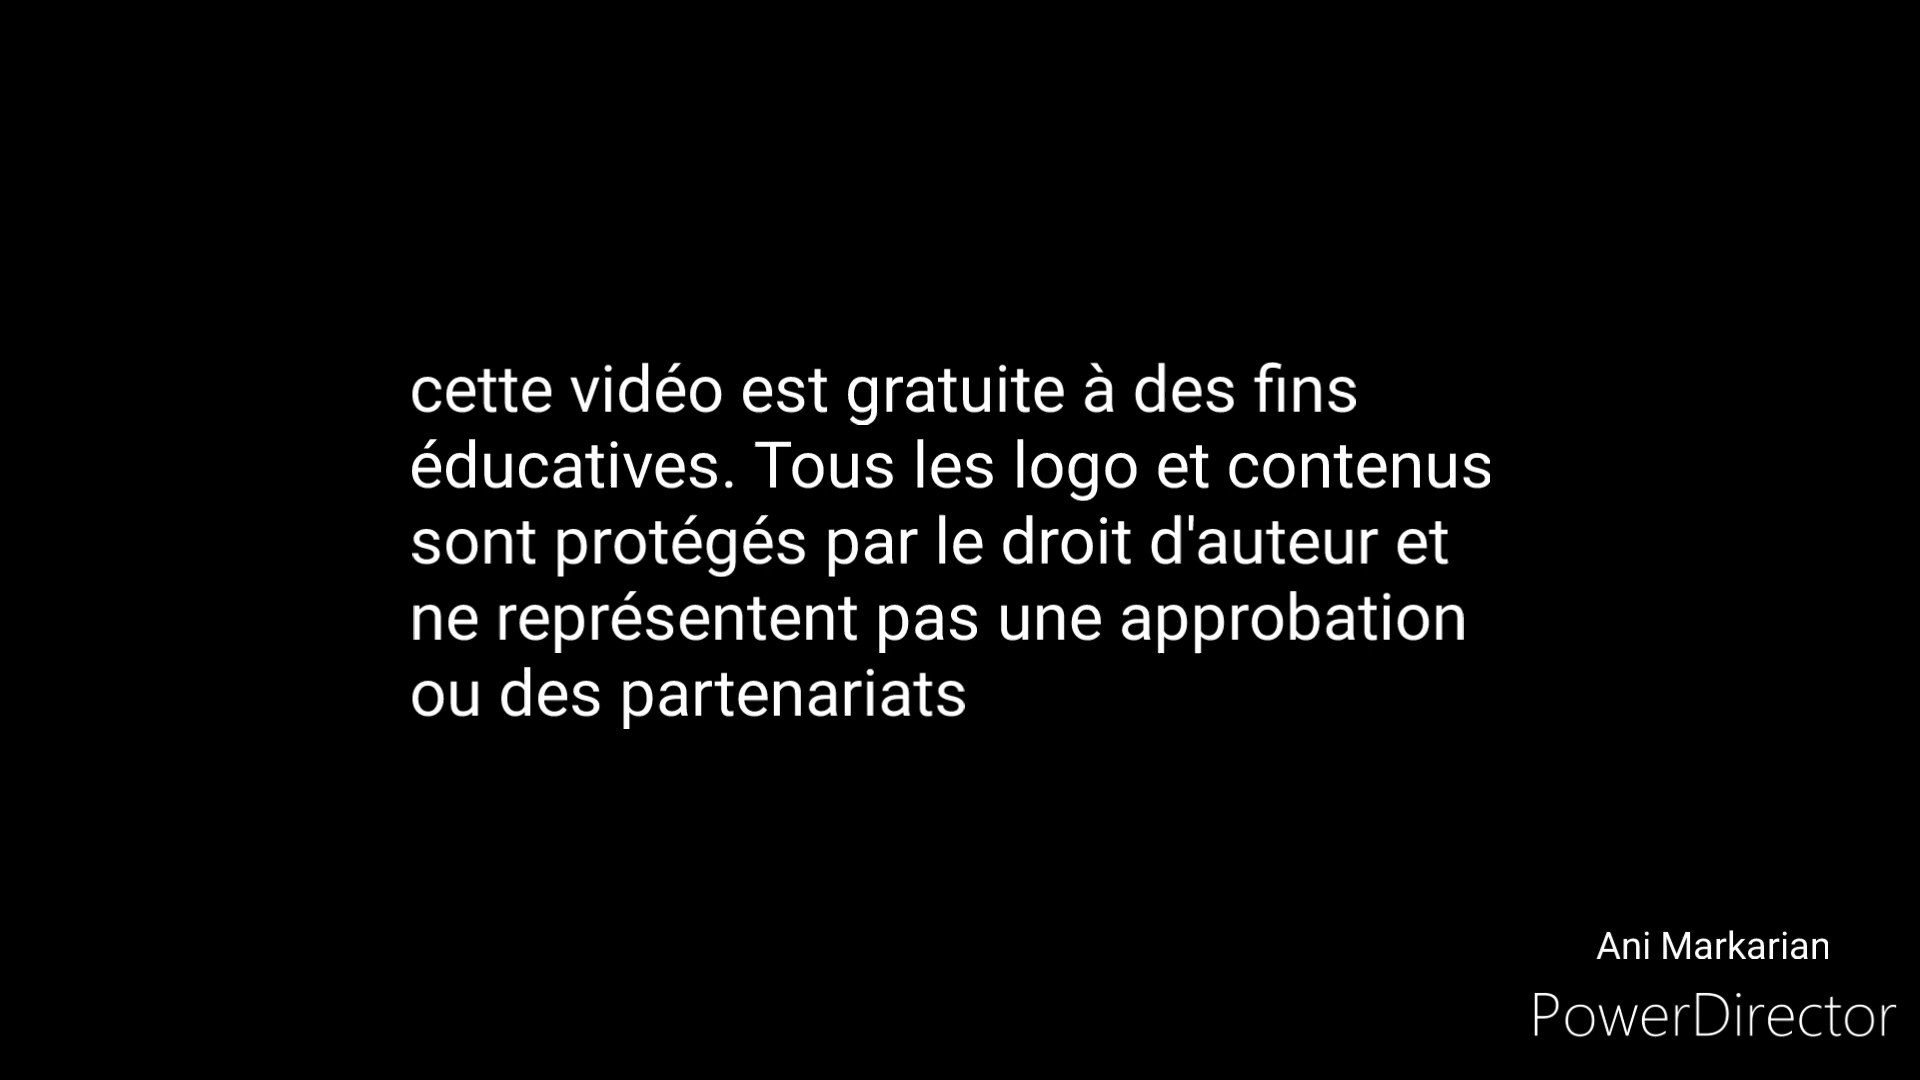 cette vidéo est gratuite à des fins
éducatives. Tous les logo et contenus
sont protégés par le droit d'auteur et
ne représentent pas une approbation
ou des partenariats
Ani Markarian
PowerDirector